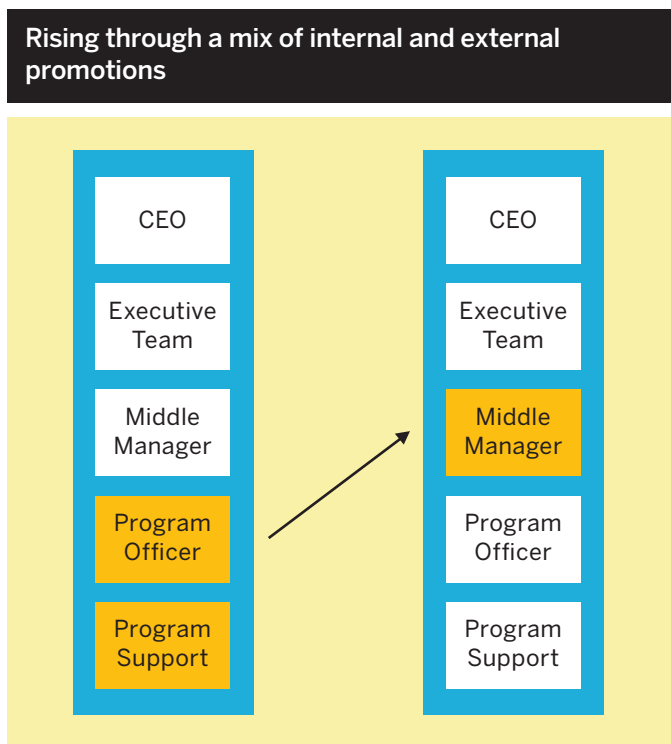 Rising through a mix of internal and external
promotions
CEO
Executive
Team
Middle
Manager
Program
Officer
Program
Support
CEO
Executive
Team
Middle
Manager
Program
Officer
Program
Support